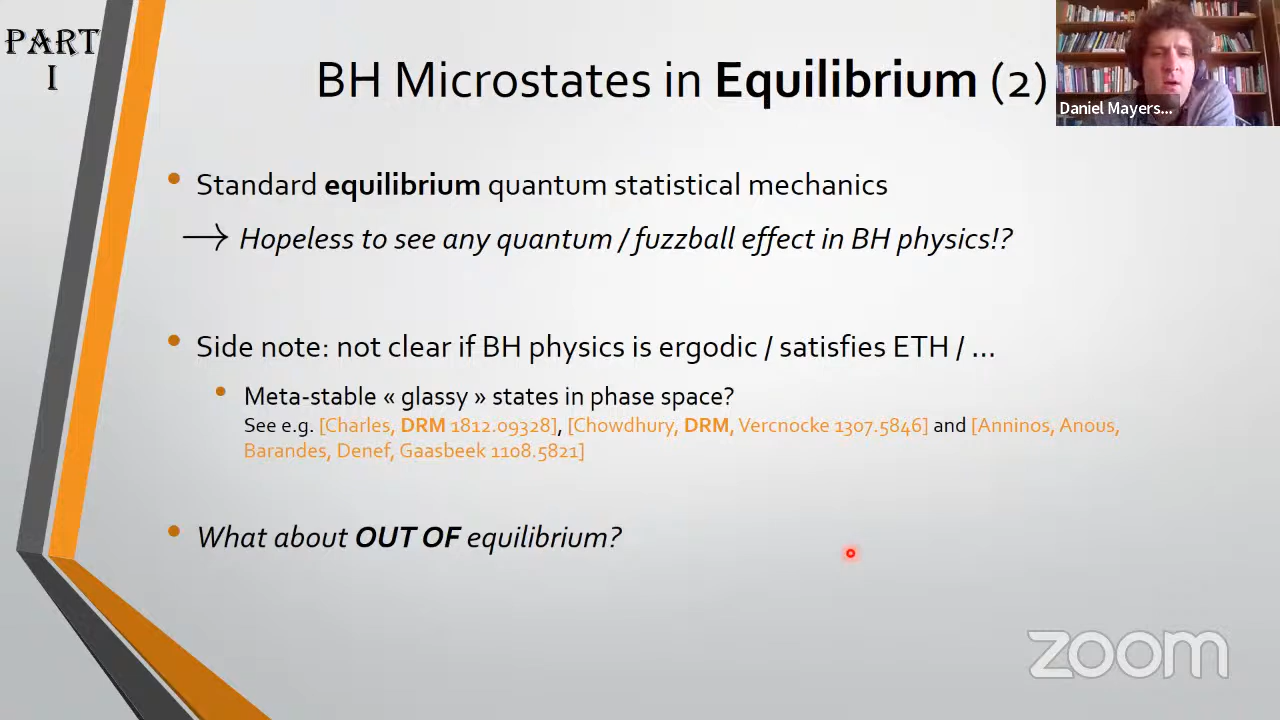 PART
I
BH Microstates in Equilibrium (2)
Daniel Mayers...
• Standard equilibrium quantum statistical mechanics
→ Hopeless to see any quantum / fuzzball effect in BH physics!?
• Side note: not clear if BH physics is ergodic / satisfies ETH / ...
• Meta-stable « glassy » states in phase space?
See e.g. [Charles, DRM 1812.09328], [Chowdhury, DRM, Vercnocke 1307.5846] and [Anninos, Anous,
Barandes, Denef, Gaasbeek 1108.5821]
• What about OUT OF equilibrium?
zoom